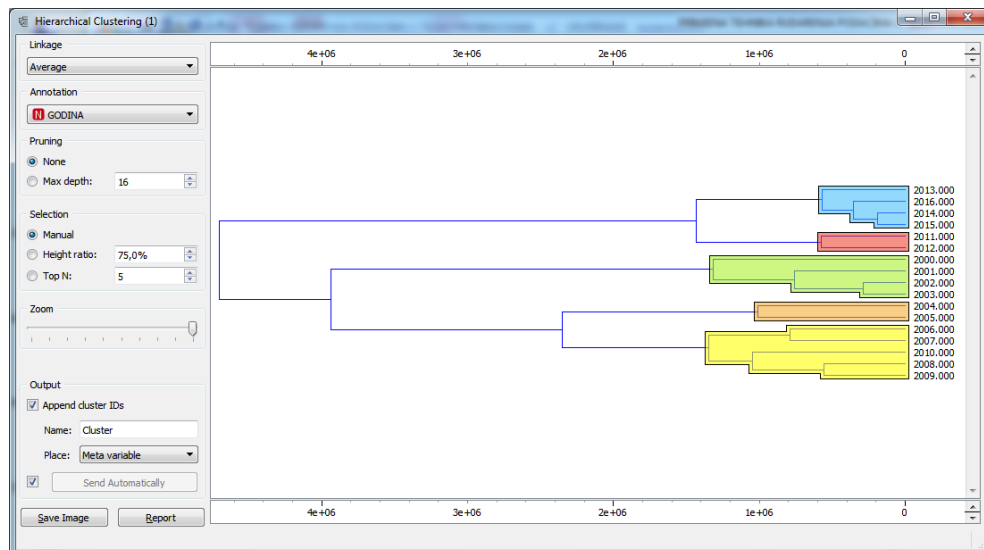 Hierarchical Clustering (1)
Linkage
Average
Annotation
N GODINA
Pruning
None
Max depth: 16
Selection
Manual
Height ratio: 75,0%
Top N: 5
Zoom
Output
Append cluster IDs
Name: Cluster
Place: Meta variable
Send Automatically
Save Image Report
4e+06 3e+06 2e+06 1e+06 0
2013.000
2016.000
2014.000
2015.000
2011.000
2012.000
2000.000
2001.000
2002.000
2003.000
2004.000
2005.000
2006.000
2007.000
2010.000
2008.000
2009.000
4e+06 3e+06 2e+06 1e+06 0